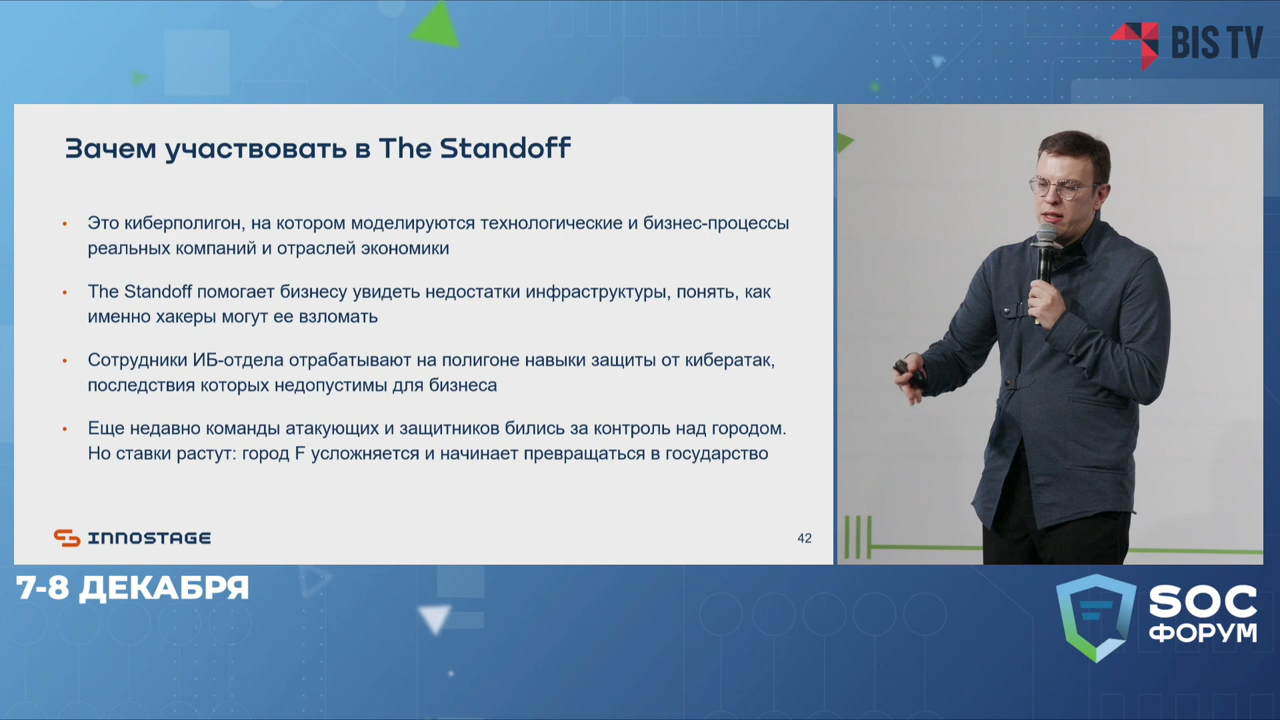 BIS TV
Зачем участвовать в The Standoff
• Это киберполигон, на котором моделируются технологические и бизнес-процессы
реальных компаний и отраслей экономики
• The Standoff помогает бизнесу увидеть недостатки инфраструктуры, понять, как
именно хакеры могут ее взломать
• Сотрудники ИБ-отдела отрабатывают на полигоне навыки защиты от кибератак,
последствия которых недопустимы для бизнеса
• Еще недавно команды атакующих и защитников бились за контроль над городом.
Но ставки растут: город F усложняется и начинает превращаться в государство
INNOSTAGE
42
7-8 ДЕКАБРЯ
SOC
ФОРУМ